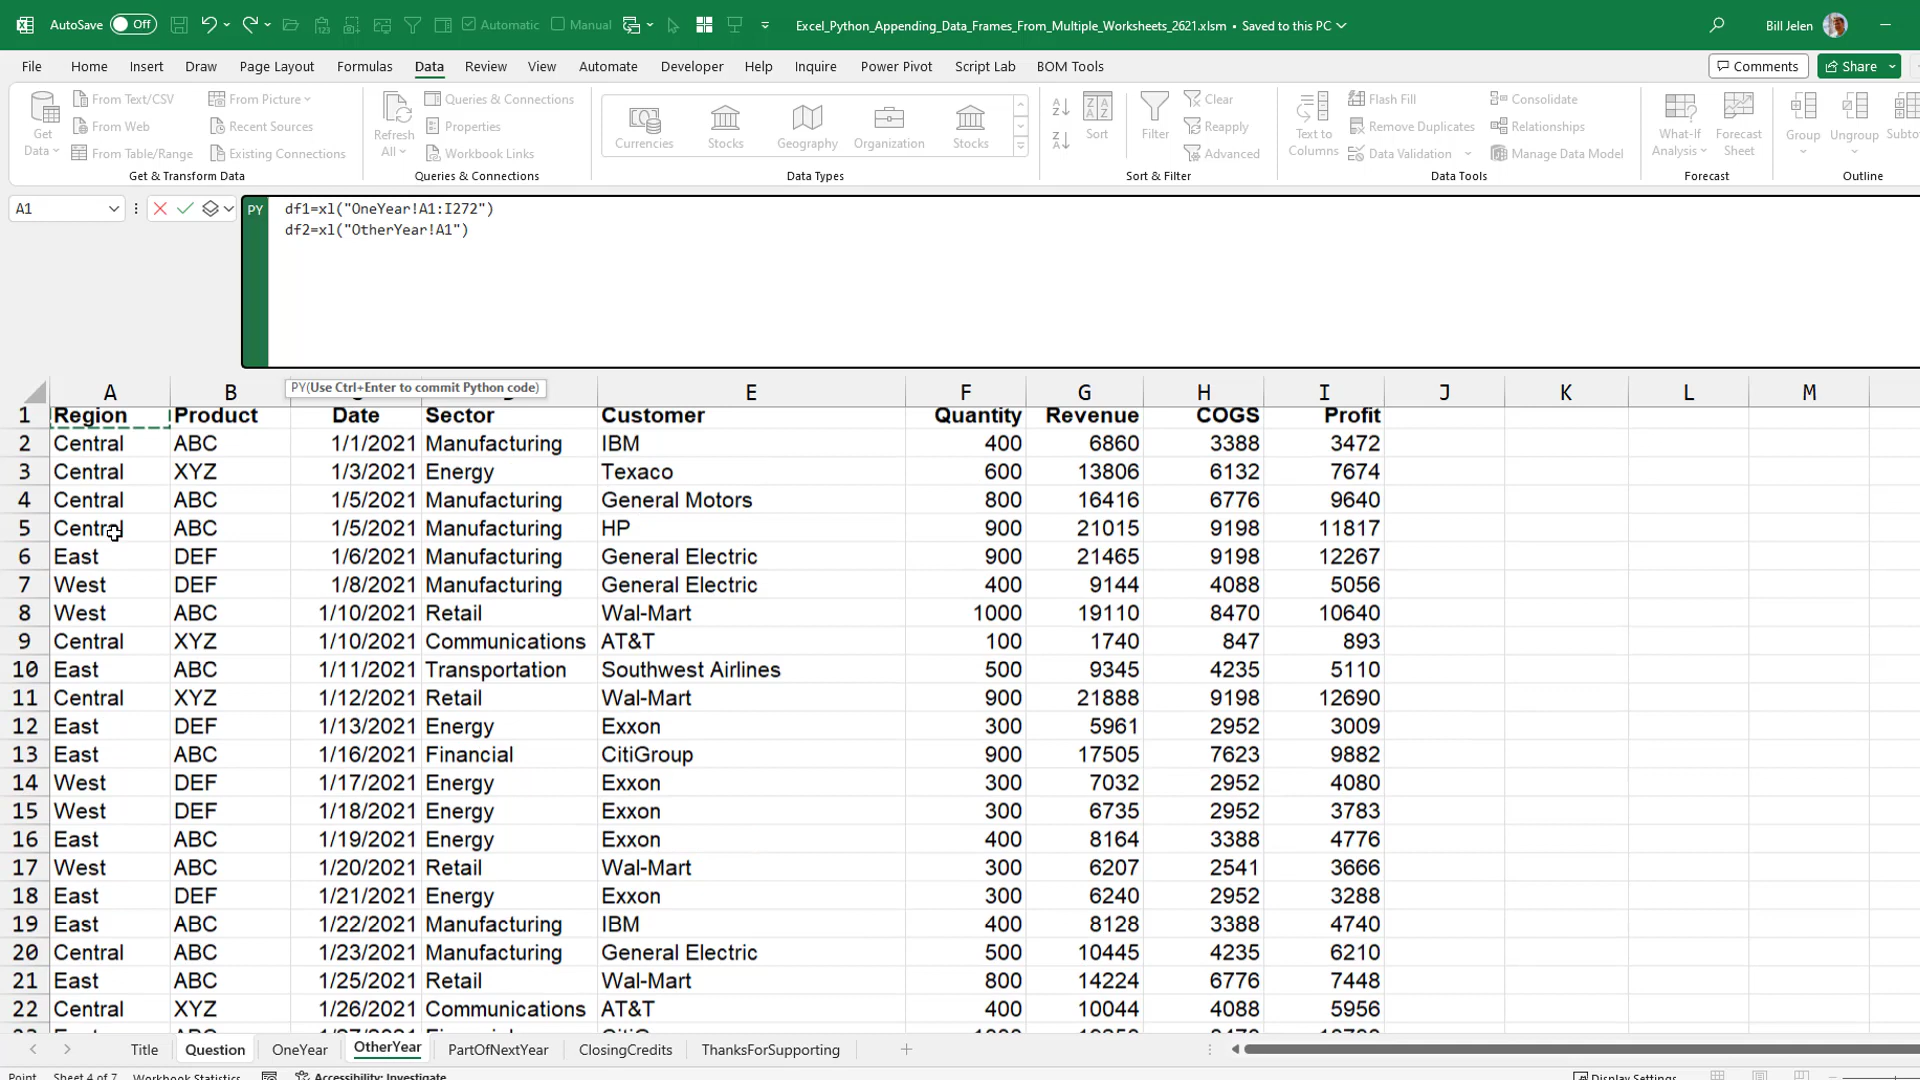 AutoSave Off Automatic Manual Excel_Python_Appending_Data_Frames_From_Multiple_Worksheets_2621.xlsm • Saved to this PC Bill Jelen
File Home Insert Draw Page Layout Formulas Data Review View Automate Developer Help Inquire Power Pivot Script Lab BOM Tools Comments Share
Get Data
From Text/CSV
From Web
From Table/Range
From Picture
Recent Sources
Existing Connections
Get & Transform Data
Refresh All
Queries & Connections
Properties
Workbook Links
Queries & Connections
Currencies Stocks Geography Organization Stocks
Data Types
Sort
Filter
Clear
Reapply
Advanced
Sort & Filter
Text to Columns
Flash Fill
Remove Duplicates
Data Validation
Consolidate
Relationships
Manage Data Model
Data Tools
What-If Analysis
Forecast Sheet
Forecast
Group Ungroup
Outline
A1
PY
df1=xl("OneYear!A1:I272")
df2=xl("OtherYear!A1")
PY(Use Ctrl+Enter to commit Python code)
A B E F G H I J K L M
1 Region Product Date Sector Customer Quantity Revenue COGS Profit
2 Central ABC 1/1/2021 Manufacturing IBM 400 6860 3388 3472
3 Central XYZ 1/3/2021 Energy Texaco 600 13806 6132 7674
4 Central ABC 1/5/2021 Manufacturing General Motors 800 16416 6776 9640
5 Central ABC 1/5/2021 Manufacturing HP 900 21015 9198 11817
6 East DEF 1/6/2021 Manufacturing General Electric 900 21465 9198 12267
7 West DEF 1/8/2021 Manufacturing General Electric 400 9144 4088 5056
8 West ABC 1/10/2021 Retail Wal-Mart 1000 19110 8470 10640
9 Central XYZ 1/10/2021 Communications AT&T 100 1740 847 893
10 East ABC 1/11/2021 Transportation Southwest Airlines 500 9345 4235 5110
11 Central XYZ 1/12/2021 Retail Wal-Mart 900 21888 9198 12690
12 East DEF 1/13/2021 Energy Exxon 300 5961 2952 3009
13 East ABC 1/16/2021 Financial CitiGroup 900 17505 7623 9882
14 West DEF 1/17/2021 Energy Exxon 300 7032 2952 4080
15 West DEF 1/18/2021 Energy Exxon 300 6735 2952 3783
16 East ABC 1/19/2021 Energy Exxon 400 8164 3388 4776
17 West ABC 1/20/2021 Retail Wal-Mart 300 6207 2541 3666
18 East DEF 1/21/2021 Energy Exxon 300 6240 2952 3288
19 East ABC 1/22/2021 Manufacturing IBM 400 8128 3388 4740
20 Central ABC 1/23/2021 Manufacturing General Electric 500 10445 4235 6210
21 East ABC 1/25/2021 Retail Wal-Mart 800 14224 6776 7448
22 Central XYZ 1/26/2021 Communications AT&T 400 10044 4088 5956
Title Question OneYear OtherYear PartOfNextYear ClosingCredits ThanksForSupporting
Point Sheet 4 of 7 Workbook Statistics Accessibility: Investigate Display Settings